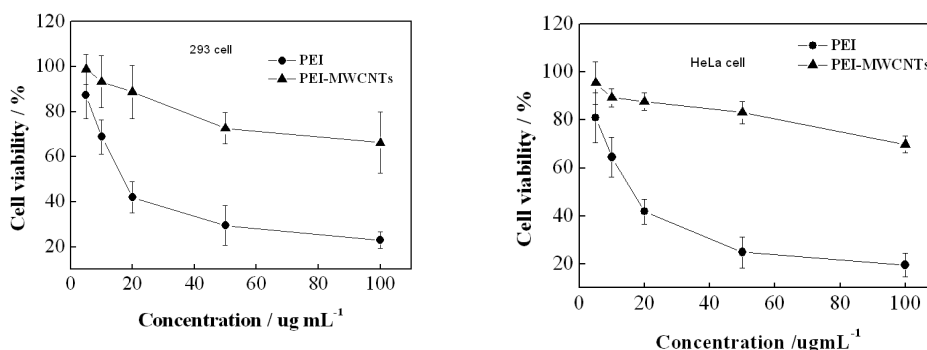 120
100
80
60
40
20
0 20 40 60 80 100
Cell viability / %
293 cell
PEI
PEI-MWCNTs
Concentration / ug mL-1
120
100
80
60
40
20
0 20 40 60 80 100
Cell viability/ %
HeLa cell
PEI
PEI-MWCNTs
Concentration /ugmL-1